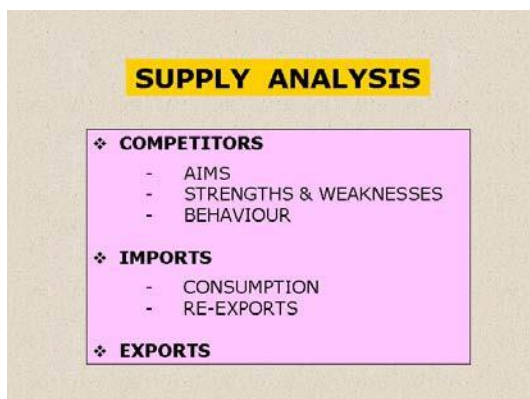 SUPPLY ANALYSIS
❖ COMPETITORS
- AIMS
- STRENGTHS & WEAKNESSES
- BEHAVIOUR
❖ IMPORTS
- CONSUMPTION
- RE-EXPORTS
❖ EXPORTS